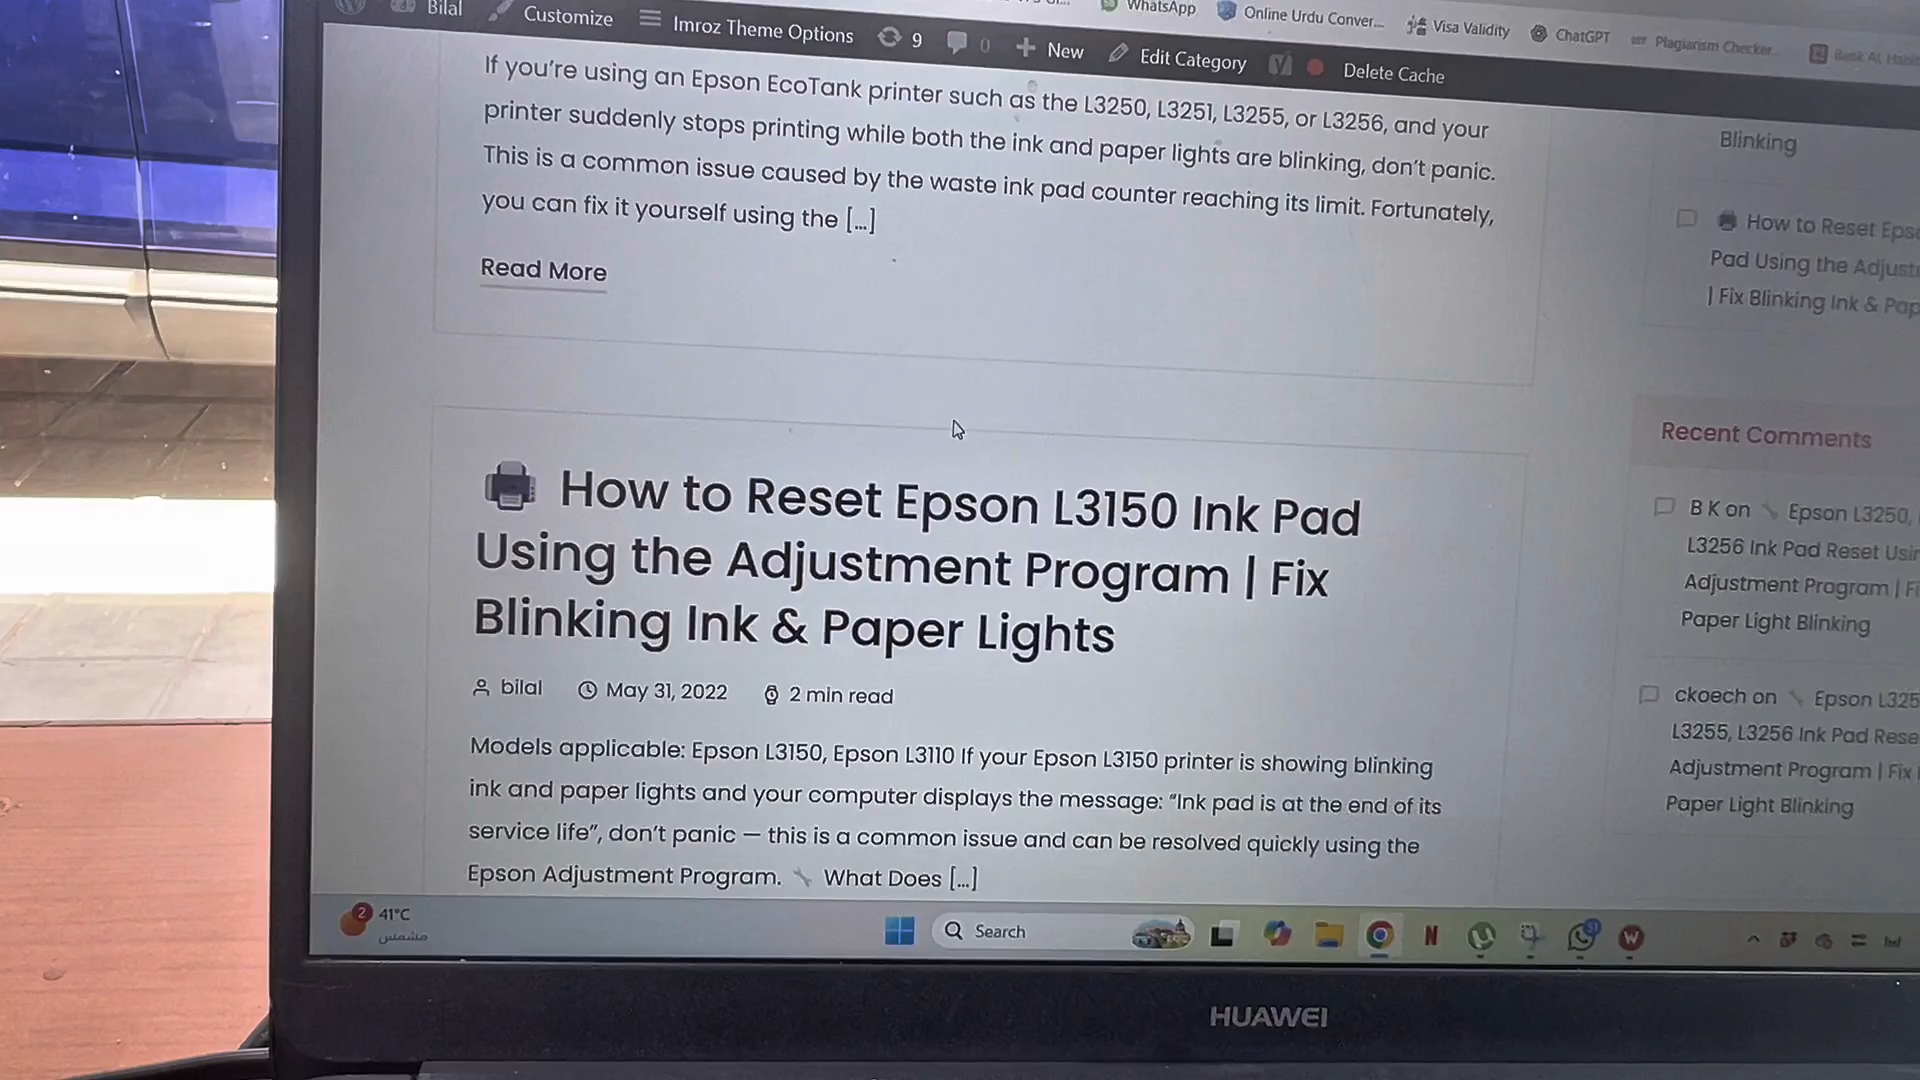 Bilal
Customize
Imroz Theme Options
9
0
New
Edit Category
Delete Cache
WhatsApp
Online Urdu Conver...
Visa Validity
ChatGPT
Plagiarism Checker...
If you're using an Epson EcoTank printer such as the L3250, L3251, L3255, or L3256, and your
printer suddenly stops printing while both the ink and paper lights are blinking, don't panic.
This is a common issue caused by the waste ink pad counter reaching its limit. Fortunately,
you can fix it yourself using the [...]
Read More
How to Reset Epson L3150 Ink Pad
Using the Adjustment Program | Fix
Blinking Ink & Paper Lights
bilal
May 31, 2022
2 min read
Models applicable: Epson L3150, Epson L3110 If your Epson L3150 printer is showing blinking
ink and paper lights and your computer displays the message: “Ink pad is at the end of its
service life”, don't panic — this is a common issue and can be resolved quickly using the
Epson Adjustment Program. What Does [...]
Blinking
How to Reset Epso
Pad Using the Adjust
| Fix Blinking Ink & Pap
Recent Comments
B K on Epson L3250,
L3256 Ink Pad Reset Usin
Adjustment Program | Fi
Paper Light Blinking
ckoech on Epson L325
L3255, L3256 Ink Pad Rese
Adjustment Program | Fix
Paper Light Blinking
2
41°C
مشمس
Search
N
W
HUAWEI